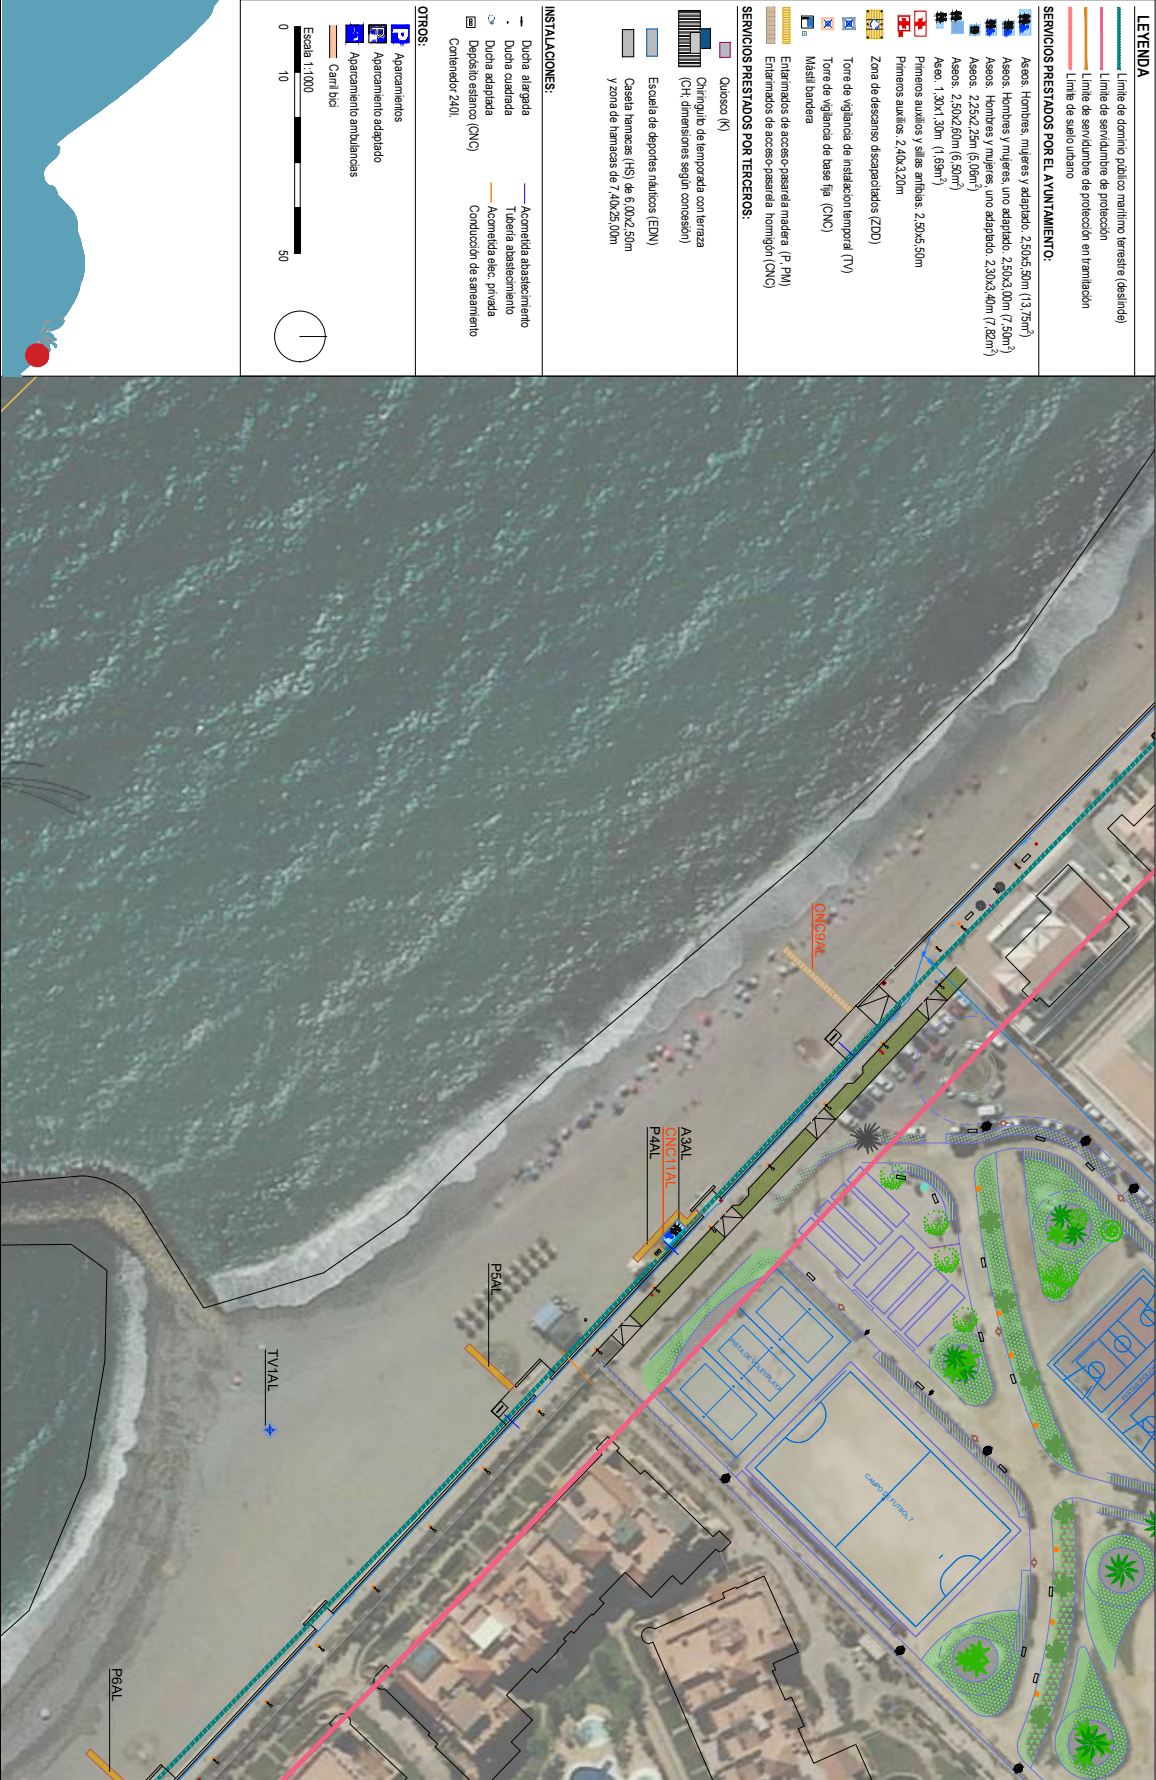 LEYENDA
Límite de dominio público marítimo terrestre (deslinde)
Límite de servidumbre de protección
Límite de servidumbre de protección en tramitación
Límite de suelo urbano
SERVICIOS PRESTADOS POR EL AYUNTAMIENTO:
Aseos. Hombres, mujeres y adaptado. 2,50x5,50m (13,75m²)
Aseos. Hombres y mujeres, uno adaptado. 2,50x3,00m (7,50m²)
Aseos. Hombres y mujeres, uno adaptado. 2,30x3,40m (7,82m²)
Aseos. 2,25x2,25m (5,06m²)
Aseos. 2,50x2,60m (6,50m²)
Aseo. 1,30x1,30m (1,69m²)
Primeros auxilios y sillas anfibias. 2,50x5,50m
Primeros auxilios. 2,40x3,20m
Zona de descanso discapacitados (ZDD)
Torre de vigilancia de instalacion temporal (TV)
Torre de vigilancia de base fija (CNC)
Mástil bandera
Entarimados de acceso-pasarela madera (P, PM)
Entarimados de acceso-pasarela hormigón (CNC)
SERVICIOS PRESTADOS POR TERCEROS:
Quiosco (K)
Chiringuito de temporada con terraza
(CH; dimensiones según concesión)
Escuela de deportes náuticos (EDN)
Caseta hamacas (HS) de 6,00x2,50m
y zona de hamacas de 7,40x25,00m
INSTALACIONES:
Ducha alargada
Ducha cuadrada
Ducha adaptada
Depósito estanco (CNC)
Contenedor 240l.
Acometida abastecimiento
Tubería abastecimiento
Acometida elec. privada
Conducción de saneamiento
OTROS:
Aparcamientos
Aparcamiento adaptado
Aparcamiento ambulancias
Carril bici
Escala 1:1000
0 10 50
CNC9AL
A3AL
CNC11AL
P4AL
P5AL
TV1AL
P6AL
PISTA DE VOLEYPLAYA
CAMPO DE FUTBOL 7